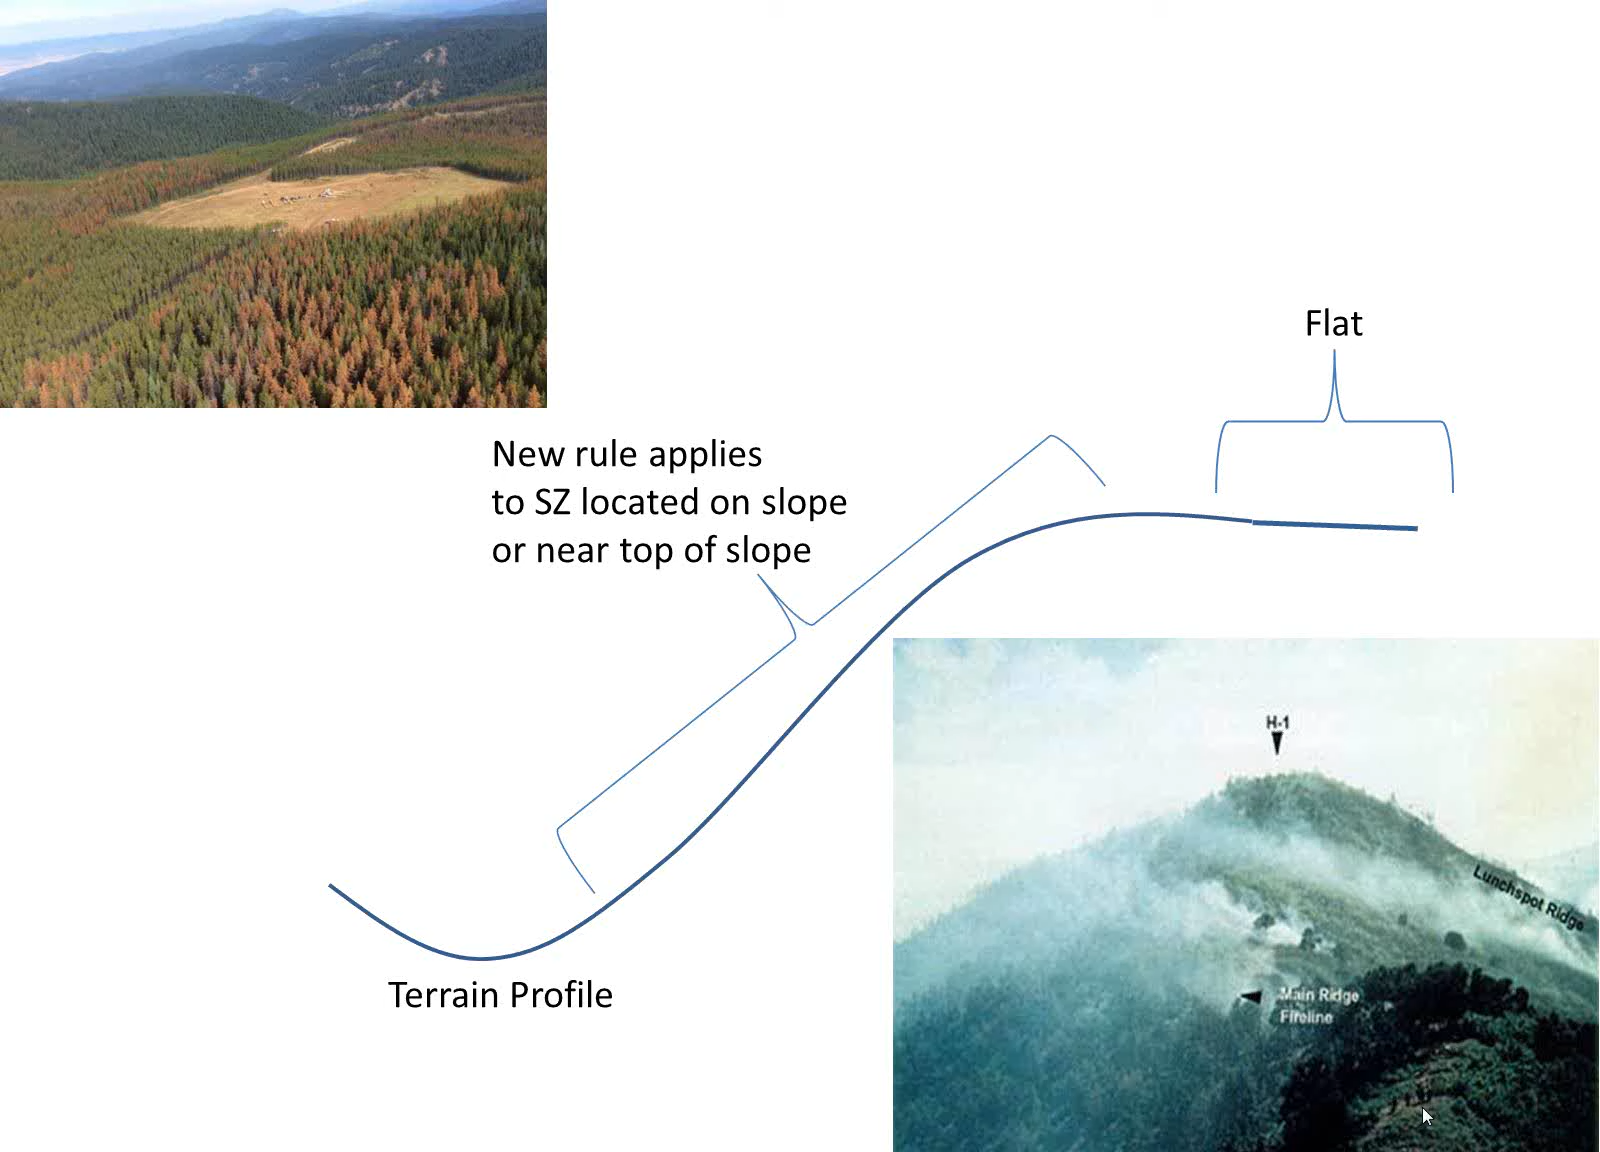 Flat
New rule applies
to SZ located on slope
or near top of slope
H-1
Lunchspot Ridge
Main Ridge
Fireline
Terrain Profile